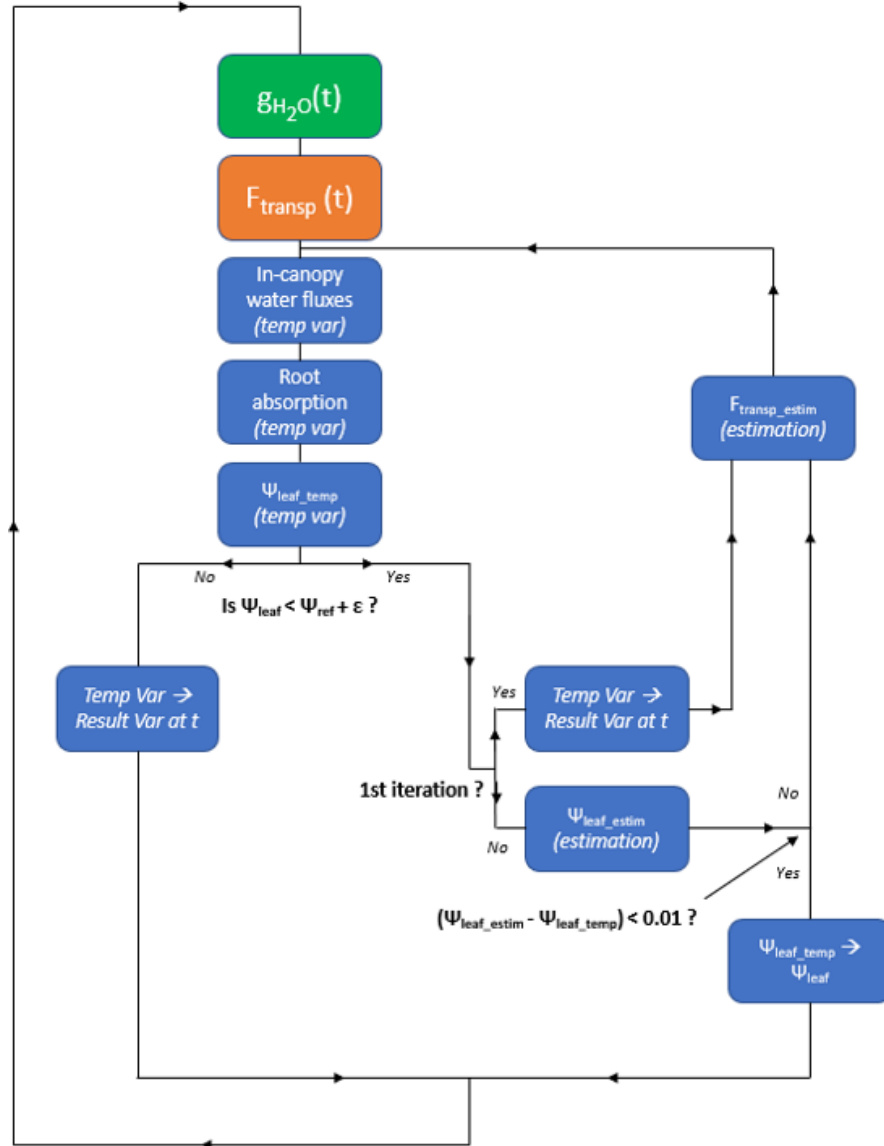 gH₂O(t)
Ftransp (t)
In-canopy
water fluxes
(temp var)
Root
absorption
(temp var)
Ψleaf_temp
(temp var)
Ftransp_estim
(estimation)
No
Yes
Is Ψleaf < Ψref + ε ?
Temp Var →
Result Var at t
Yes
Temp Var →
Result Var at t
1st iteration ?
No
Ψleaf_estim
(estimation)
No
Yes
(Ψleaf_estim - Ψleaf_temp) < 0.01 ?
Ψleaf_temp →
Ψleaf